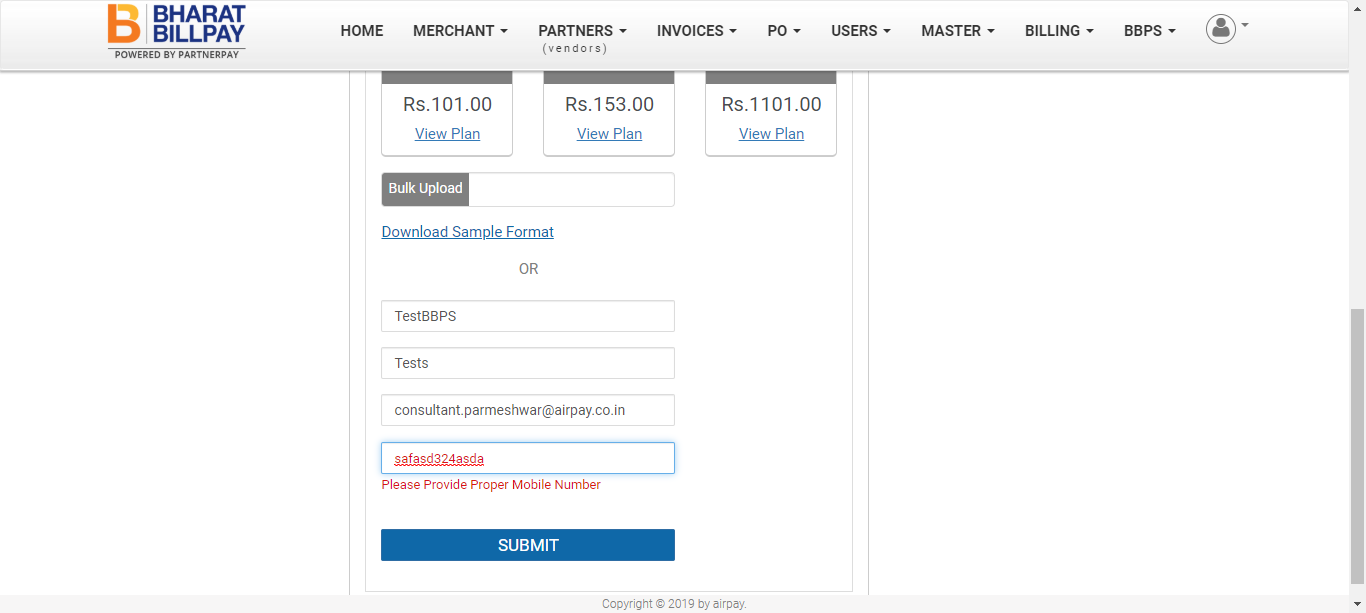 BHARAT
BILLPAY
POWERED BY PARTNERPAY
HOME MERCHANT PARTNERS INVOICES PO USERS MASTER BILLING BBPS
(vendors)
Rs.101.00 Rs.153.00 Rs.1101.00
View Plan View Plan View Plan
Bulk Upload
Download Sample Format
OR
TestBBPS
Tests
consultant.parmeshwar@airpay.co.in
safasd324asda
Please Provide Proper Mobile Number
SUBMIT
Copyright © 2019 by airpay.